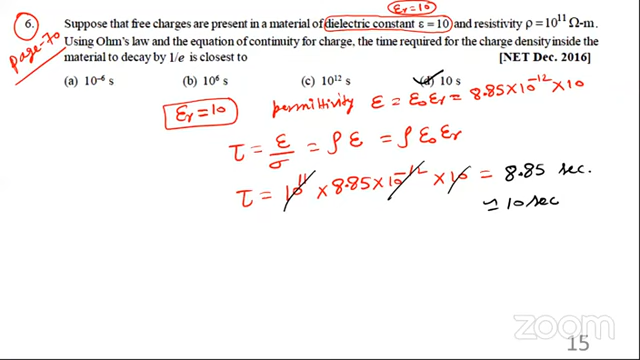 εr=10
6. Suppose that free charges are present in a material of dielectric constant ε = 10 and resistivity ρ = 10¹¹ Ω-m.
Using Ohm's law and the equation of continuity for charge, the time required for the charge density inside the
material to decay by 1/e is closest to [NET Dec. 2016]
page-70
(a) 10⁻⁶ s (b) 10⁶ s (c) 10¹² s (d) 10 s
εr=10 permittivity ε = ε₀εr = 8.85×10⁻¹²×10
τ = ε/σ = ρε = ρ ε₀εr
τ = 10¹¹ × 8.85×10⁻¹² × 10 = 8.85 sec.
≃ 10 sec
15
zoom